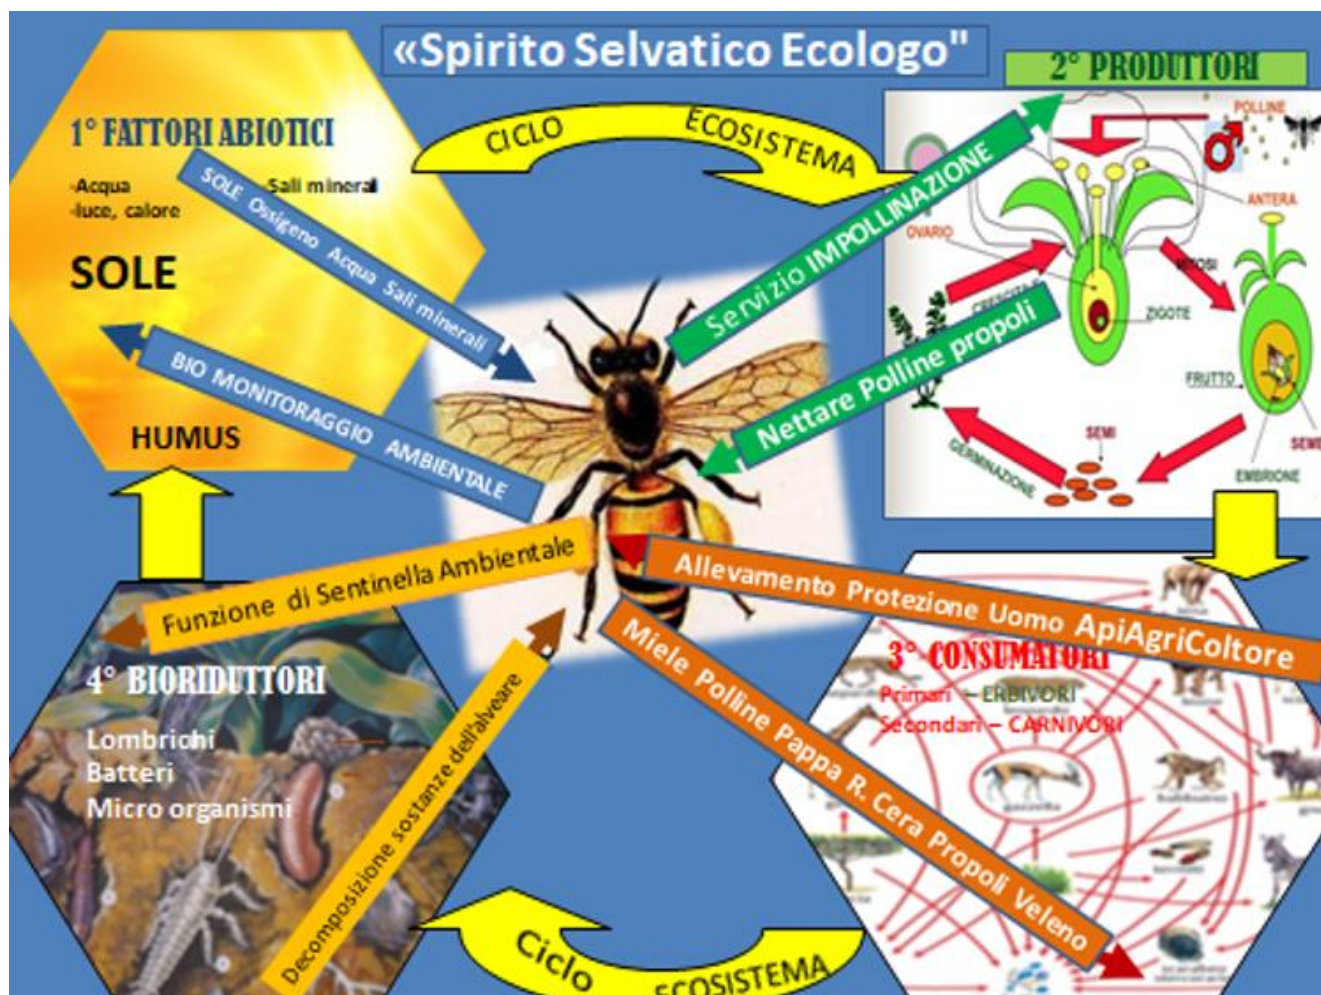 «Spirito Selvatico Ecologo"
1° FATTORI ABIOTICI
-Acqua
-Sali mineral
-luce, calore
SOLE
HUMUS
CICLO ECOSISTEMA
2° PRODUTTORI
POLLINE
ANTERA
OVARIO
MITOSI
ZIGOTE
FRUTTO
SEMI
EMBRIONE
GERMINAZIONE
SOLE Ossigeno Acqua Sali minerali
BIO MONITORAGGIO AMBIENTALE
Servizio IMPOLLINAZIONE
Nettare Polline propoli
Funzione di Sentinella Ambientale
Decomposizione sostanze dell'alveare
Allevamento Protezione Uomo ApiAgriColtore
Miele Polline Pappa R. Cera Propoli Veleno
4° BIORIDUTTORI
Lombrichi
Batteri
Micro organismi
3° CONSUMATORI
Primari – ERBIVORI
Secondari – CARNIVORI
gazzella
Ciclo ECOSISTEMA